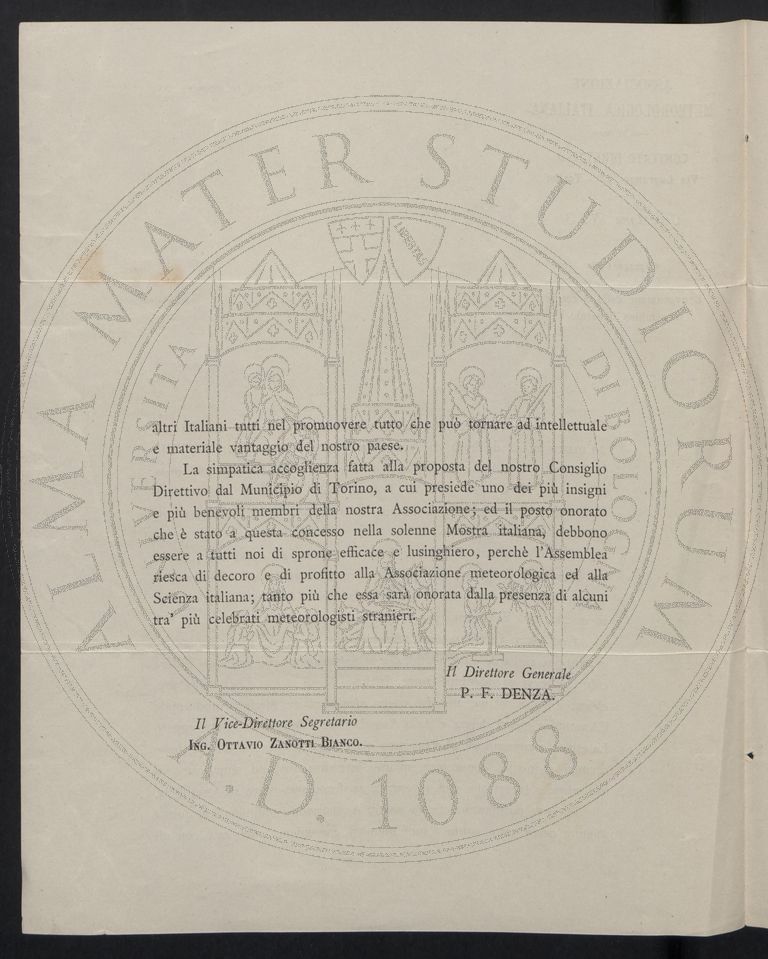 altri Italiani tutti nel promuovere tutto che può tornare ad intellettuale
e materiale vantaggio del nostro paese.
La simpatica accoglienza fatta alla proposta del nostro Consiglio
Direttivo dal Municipio di Torino, a cui presiede uno dei più insigni
e più benevoli membri della nostra Associazione; ed il posto onorato
che è stato a questa concesso nella solenne Mostra italiana, debbono
essere a tutti noi di sprone efficace e lusinghiero, perchè l'Assemblea
riesca di decoro e di profitto alla Associazione meteorologica ed alla
Scienza italiana; tanto più che essa sarà onorata dalla presenza di alcuni
tra' più celebrati meteorologisti stranieri.
Il Direttore Generale
P. F. DENZA.
Il Vice-Direttore Segretario
ING. OTTAVIO ZANOTTI BIANCO.
ALMA MATER STUDIORUM
A.D. 1088
UNIVERSITA DI BOLOGNA
LIBERTAS